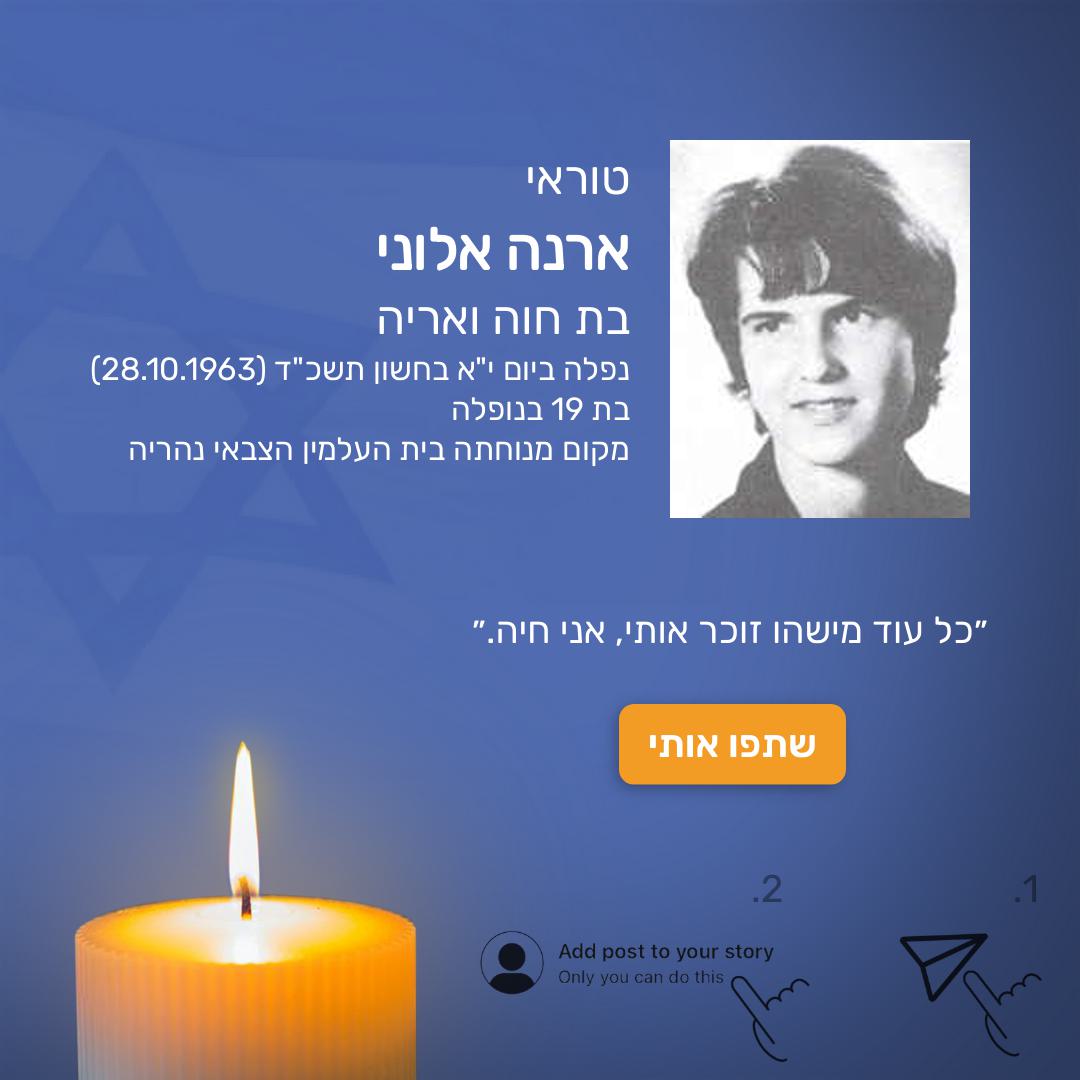 טוראי
ארנה אלוני
בת חוה ואריה
נפלה ביום י"א בחשון תשכ"ד (28.10.1963)
בת 19 בנופלה
מקום מנוחתה בית העלמין הצבאי נהריה
״כל עוד מישהו זוכר אותי, אני חיה.״
שתפו אותי
1.
2.
Add post to your story
Only you can do this